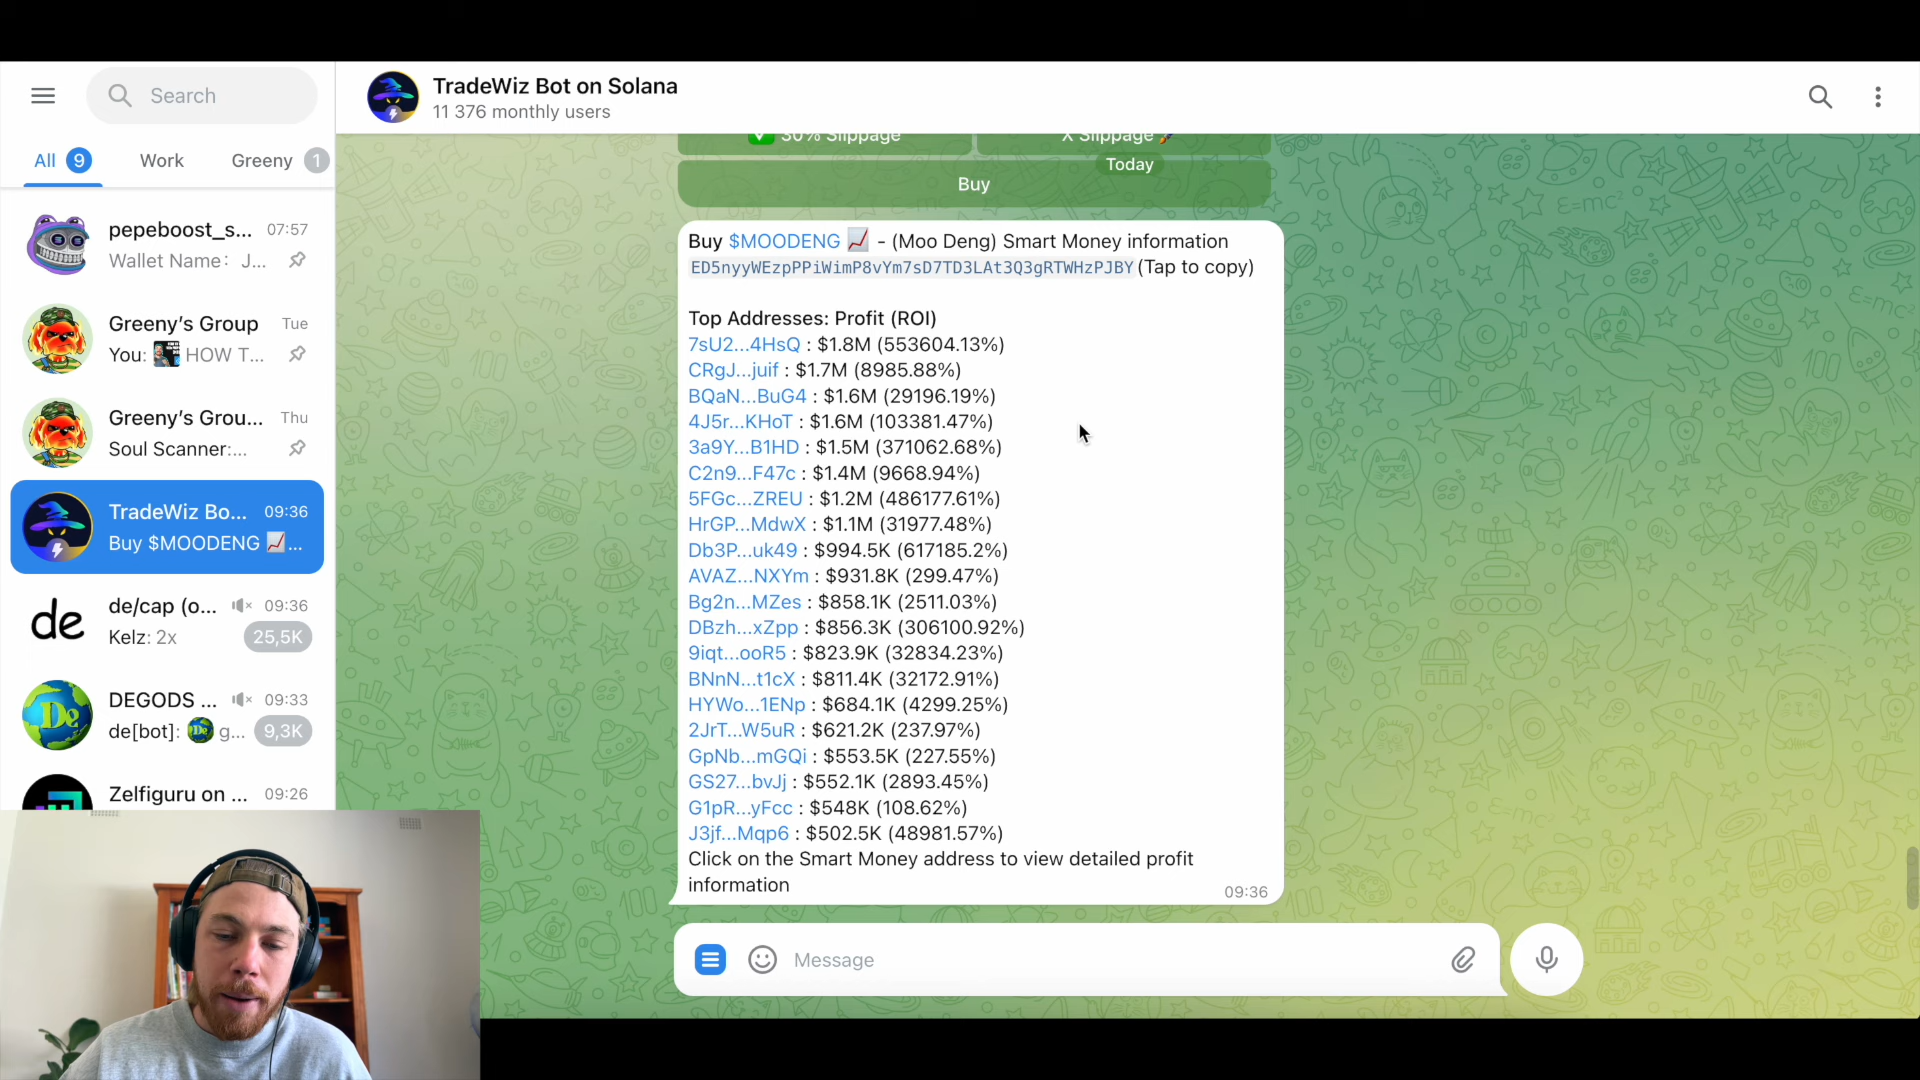 Search
All 9
Work
Greeny 1
pepeboost_s... 07:57
Wallet Name: J...
Greeny's Group Tue
You: HOW T...
Greeny's Grou... Thu
Soul Scanner:...
TradeWiz Bo... 09:36
Buy $MOODENG 📈...
de
de/cap (o... 09:36
Kelz: 2x 25,5K
De
DEGODS ... 09:33
de[bot]: g... 9,3K
Zelfiguru on ... 09:26
TradeWiz Bot on Solana
11 376 monthly users
✅ 30% Slippage
X Slippage
Today
Buy
Buy $MOODENG 📈 - (Moo Deng) Smart Money information
ED5nyyWEzpPPiWimP8vYm7sD7TD3LAt3Q3gRTWHzPJBY(Tap to copy)
Top Addresses: Profit (ROI)
7sU2...4HsQ : $1.8M (553604.13%)
CRgJ...juif : $1.7M (8985.88%)
BQaN...BuG4 : $1.6M (29196.19%)
4J5r...KHoT : $1.6M (103381.47%)
3a9Y...B1HD : $1.5M (371062.68%)
C2n9...F47c : $1.4M (9668.94%)
5FGc...ZREU : $1.2M (486177.61%)
HrGP...MdwX : $1.1M (31977.48%)
Db3P...uk49 : $994.5K (617185.2%)
AVAZ...NXYm : $931.8K (299.47%)
Bg2n...MZes : $858.1K (2511.03%)
DBzh...xZpp : $856.3K (306100.92%)
9iqt...ooR5 : $823.9K (32834.23%)
BNnN...t1cX : $811.4K (32172.91%)
HYWo...1ENp : $684.1K (4299.25%)
2JrT...W5uR : $621.2K (237.97%)
GpNb...mGQi : $553.5K (227.55%)
GS27...bvJj : $552.1K (2893.45%)
G1pR...yFcc : $548K (108.62%)
J3jf...Mqp6 : $502.5K (48981.57%)
Click on the Smart Money address to view detailed profit
information
09:36
Message